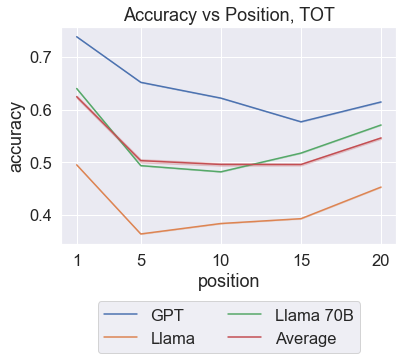 Accuracy vs Position, TOT
accuracy
0.7
0.6
0.5
0.4
1 5 10 15 20
position
GPT Llama 70B
Llama Average